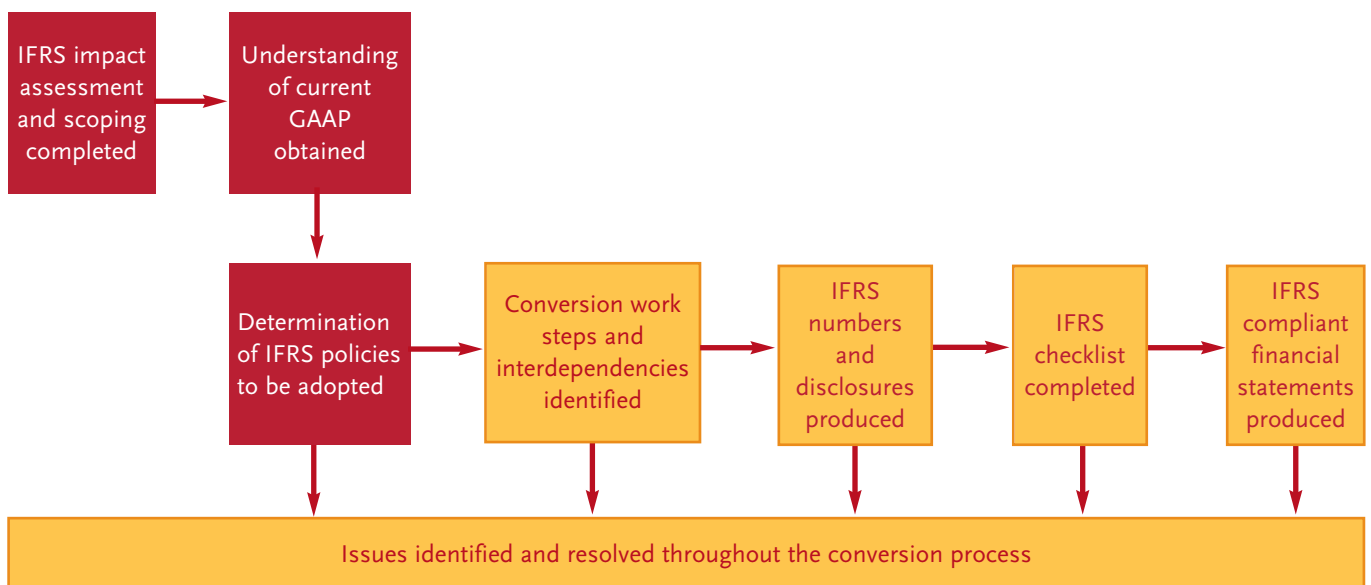 IFRS impact
assessment
and scoping
completed
Understanding
of current
GAAP
obtained
Determination
of IFRS policies
to be adopted
Conversion work
steps and
interdependencies
identified
IFRS
numbers
and
disclosures
produced
IFRS
checklist
completed
IFRS
compliant
financial
statements
produced
Issues identified and resolved throughout the conversion process